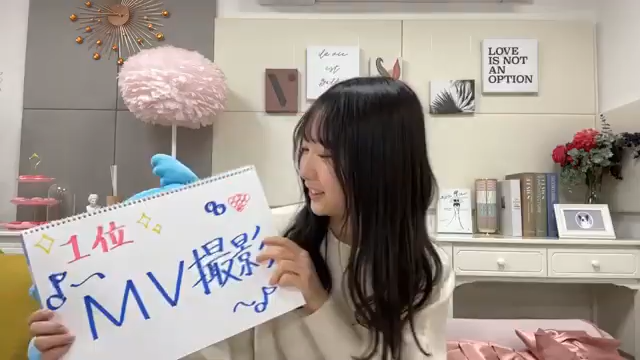 1位
MV撮影
LOVE
IS NOT
AN
OPTION